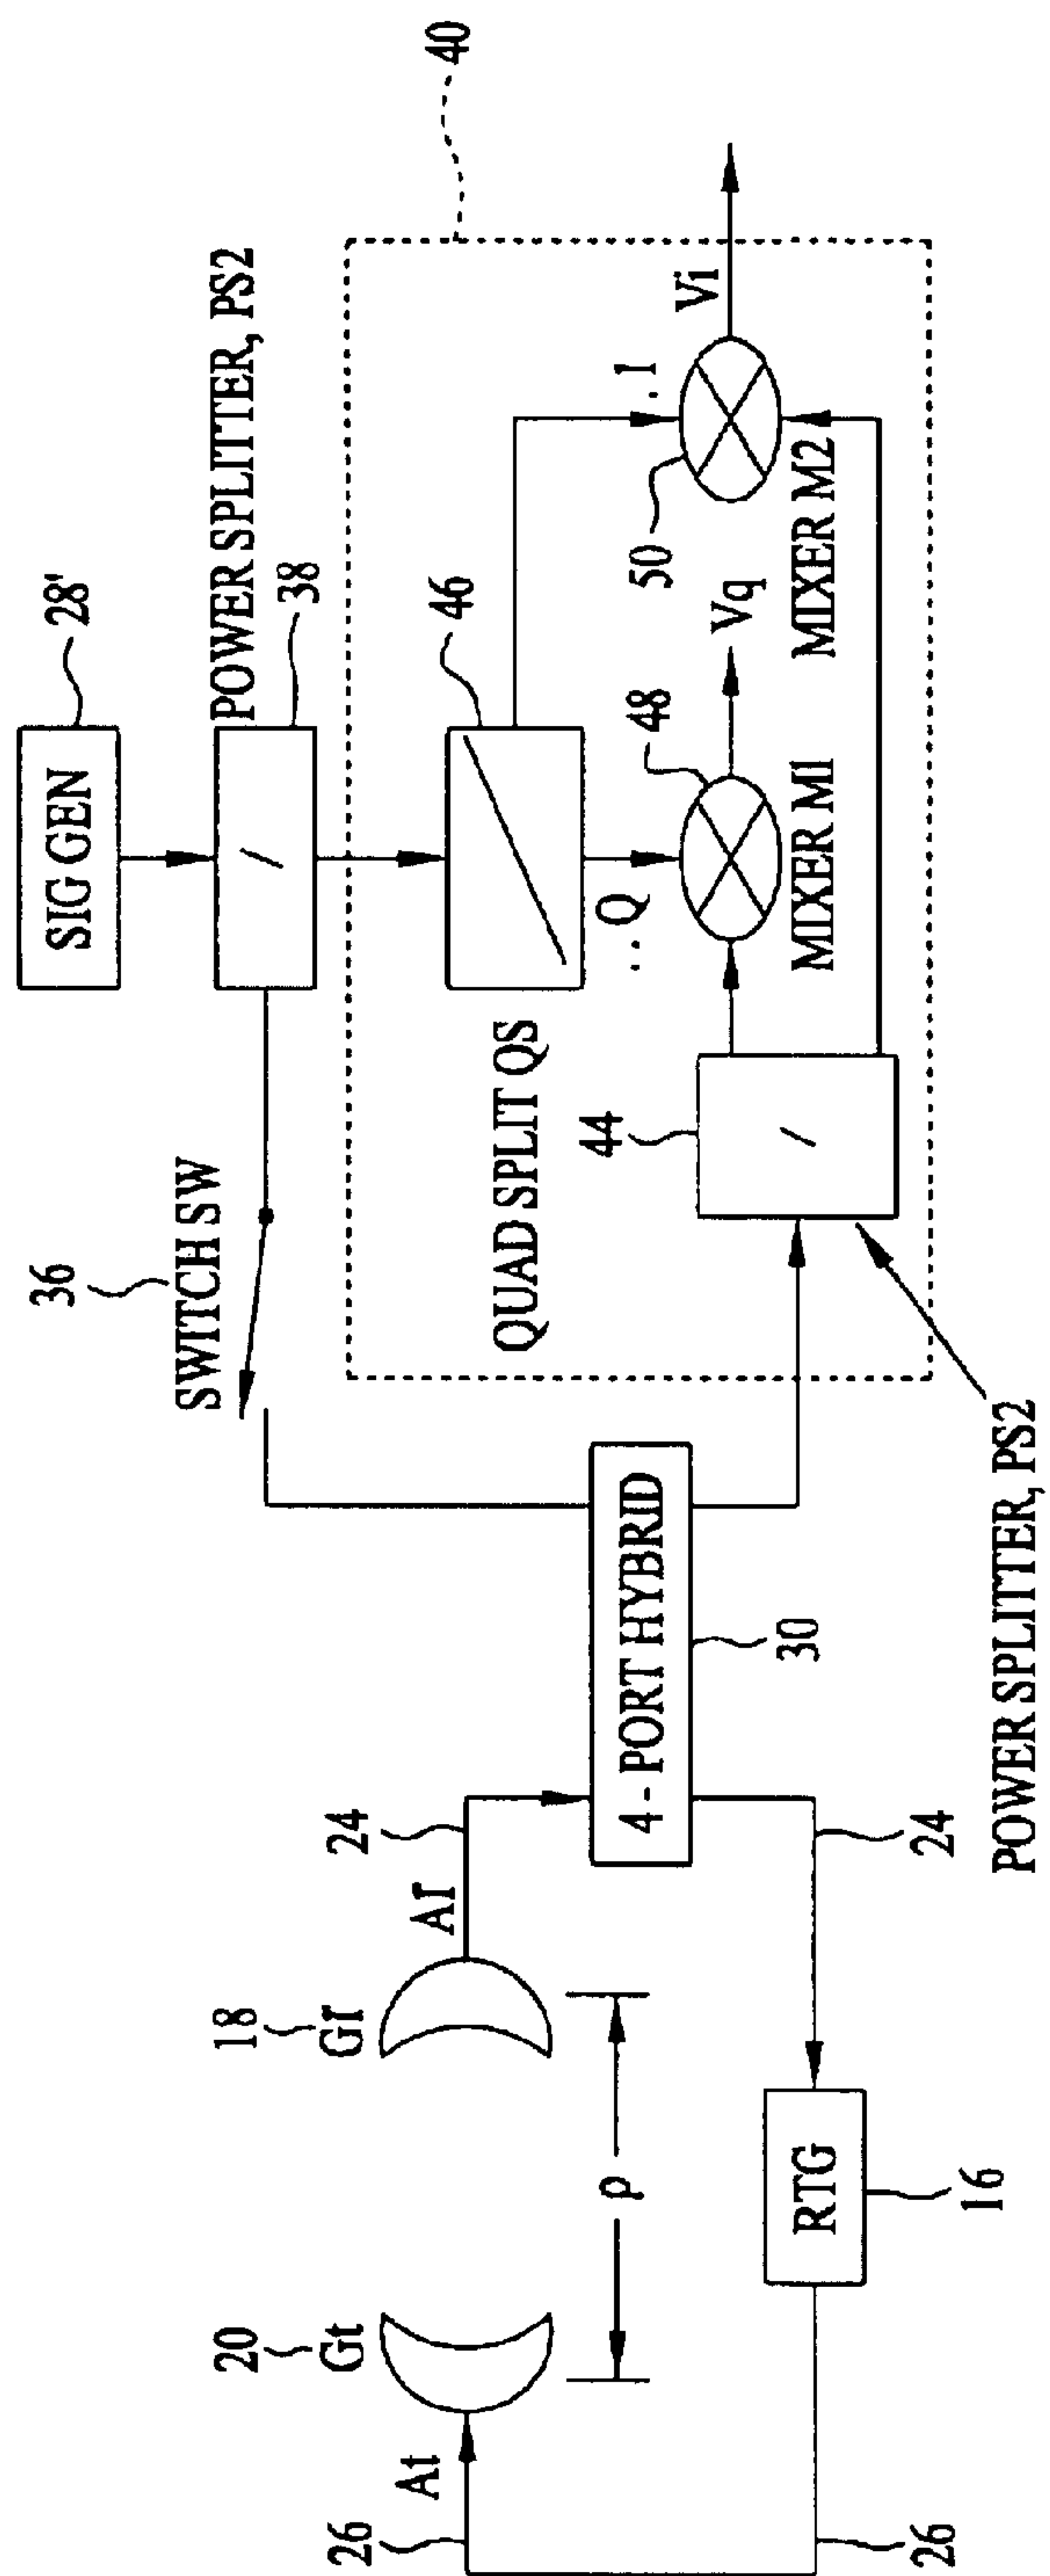 SIG GEN
28'
POWER SPLITTER, PS2
38
40
36
SWITCH SW
QUAD SPLIT QS
46
..Q
.I
48
50
Vq
Vi
MIXER M1
MIXER M2
44
POWER SPLITTER, PS2
4 - PORT HYBRID
30
24
Ar
18
Gr
20
Gt
ρ
At
26
RTG
16
24
26